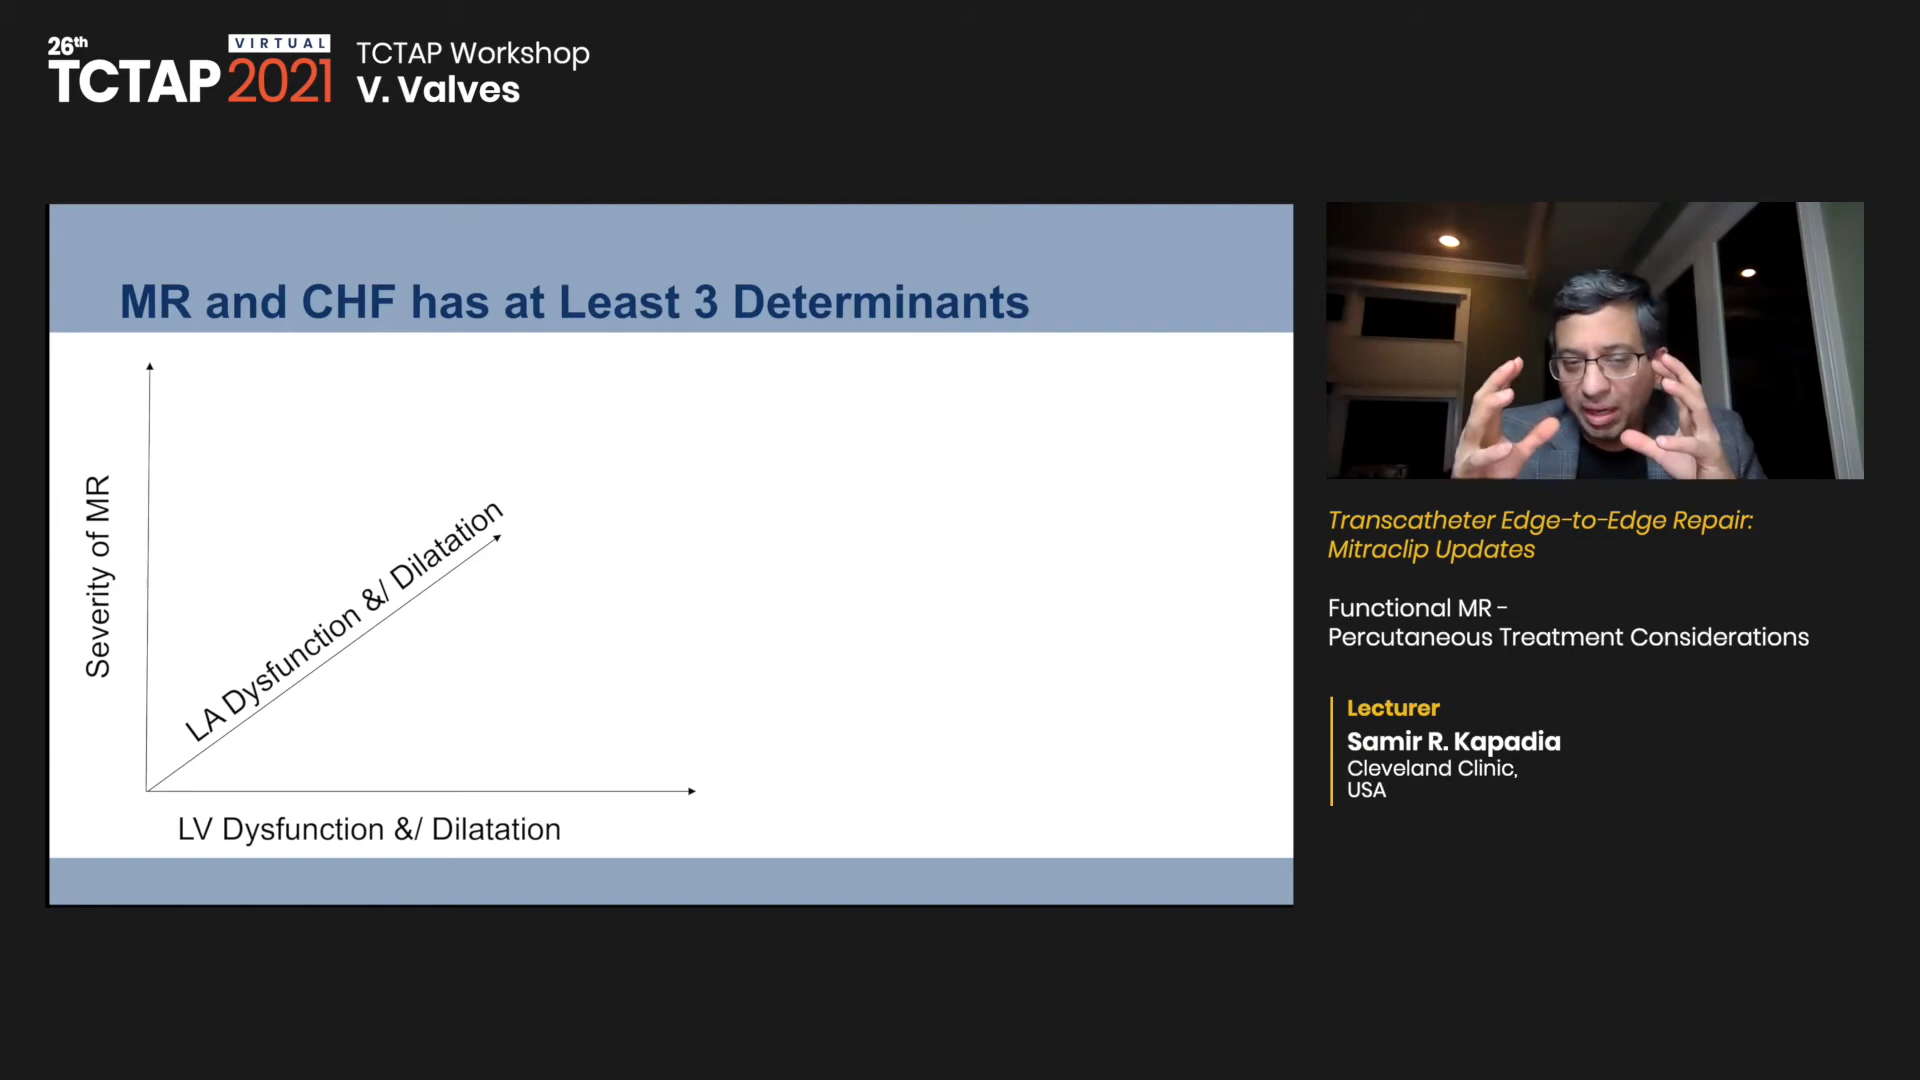 26th
VIRTUAL
TCTAP 2021
TCTAP Workshop
V. Valves
MR and CHF has at Least 3 Determinants
Severity of MR
LA Dysfunction &/ Dilatation
LV Dysfunction &/ Dilatation
Transcatheter Edge-to-Edge Repair:
Mitraclip Updates
Functional MR -
Percutaneous Treatment Considerations
Lecturer
Samir R. Kapadia
Cleveland Clinic,
USA